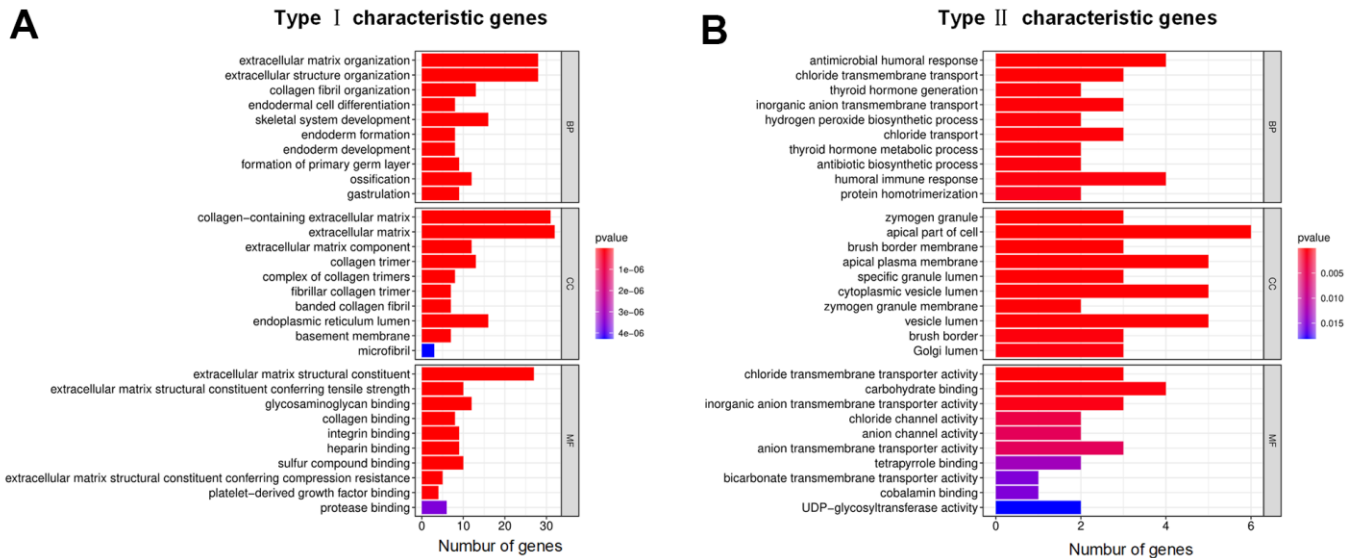 A
Type Ⅰ characteristic genes
extracellular matrix organization
extracellular structure organization
collagen fibril organization
endodermal cell differentiation
skeletal system development
endoderm formation
endoderm development
formation of primary germ layer
ossification
gastrulation
BP
collagen−containing extracellular matrix
extracellular matrix
extracellular matrix component
collagen trimer
complex of collagen trimers
fibrillar collagen trimer
banded collagen fibril
endoplasmic reticulum lumen
basement membrane
microfibril
CC
extracellular matrix structural constituent
extracellular matrix structural constituent conferring tensile strength
glycosaminoglycan binding
collagen binding
integrin binding
heparin binding
sulfur compound binding
extracellular matrix structural constituent conferring compression resistance
platelet−derived growth factor binding
protease binding
MF
0 10 20 30
Numbur of genes
pvalue
1e−06
2e−06
3e−06
4e−06
B
Type Ⅱ characteristic genes
antimicrobial humoral response
chloride transmembrane transport
thyroid hormone generation
inorganic anion transmembrane transport
hydrogen peroxide biosynthetic process
chloride transport
thyroid hormone metabolic process
antibiotic biosynthetic process
humoral immune response
protein homotrimerization
BP
zymogen granule
apical part of cell
brush border membrane
apical plasma membrane
specific granule lumen
cytoplasmic vesicle lumen
zymogen granule membrane
vesicle lumen
brush border
Golgi lumen
CC
chloride transmembrane transporter activity
carbohydrate binding
inorganic anion transmembrane transporter activity
chloride channel activity
anion channel activity
anion transmembrane transporter activity
tetrapyrrole binding
bicarbonate transmembrane transporter activity
cobalamin binding
UDP−glycosyltransferase activity
MF
0 2 4 6
Numbur of genes
pvalue
0.005
0.010
0.015